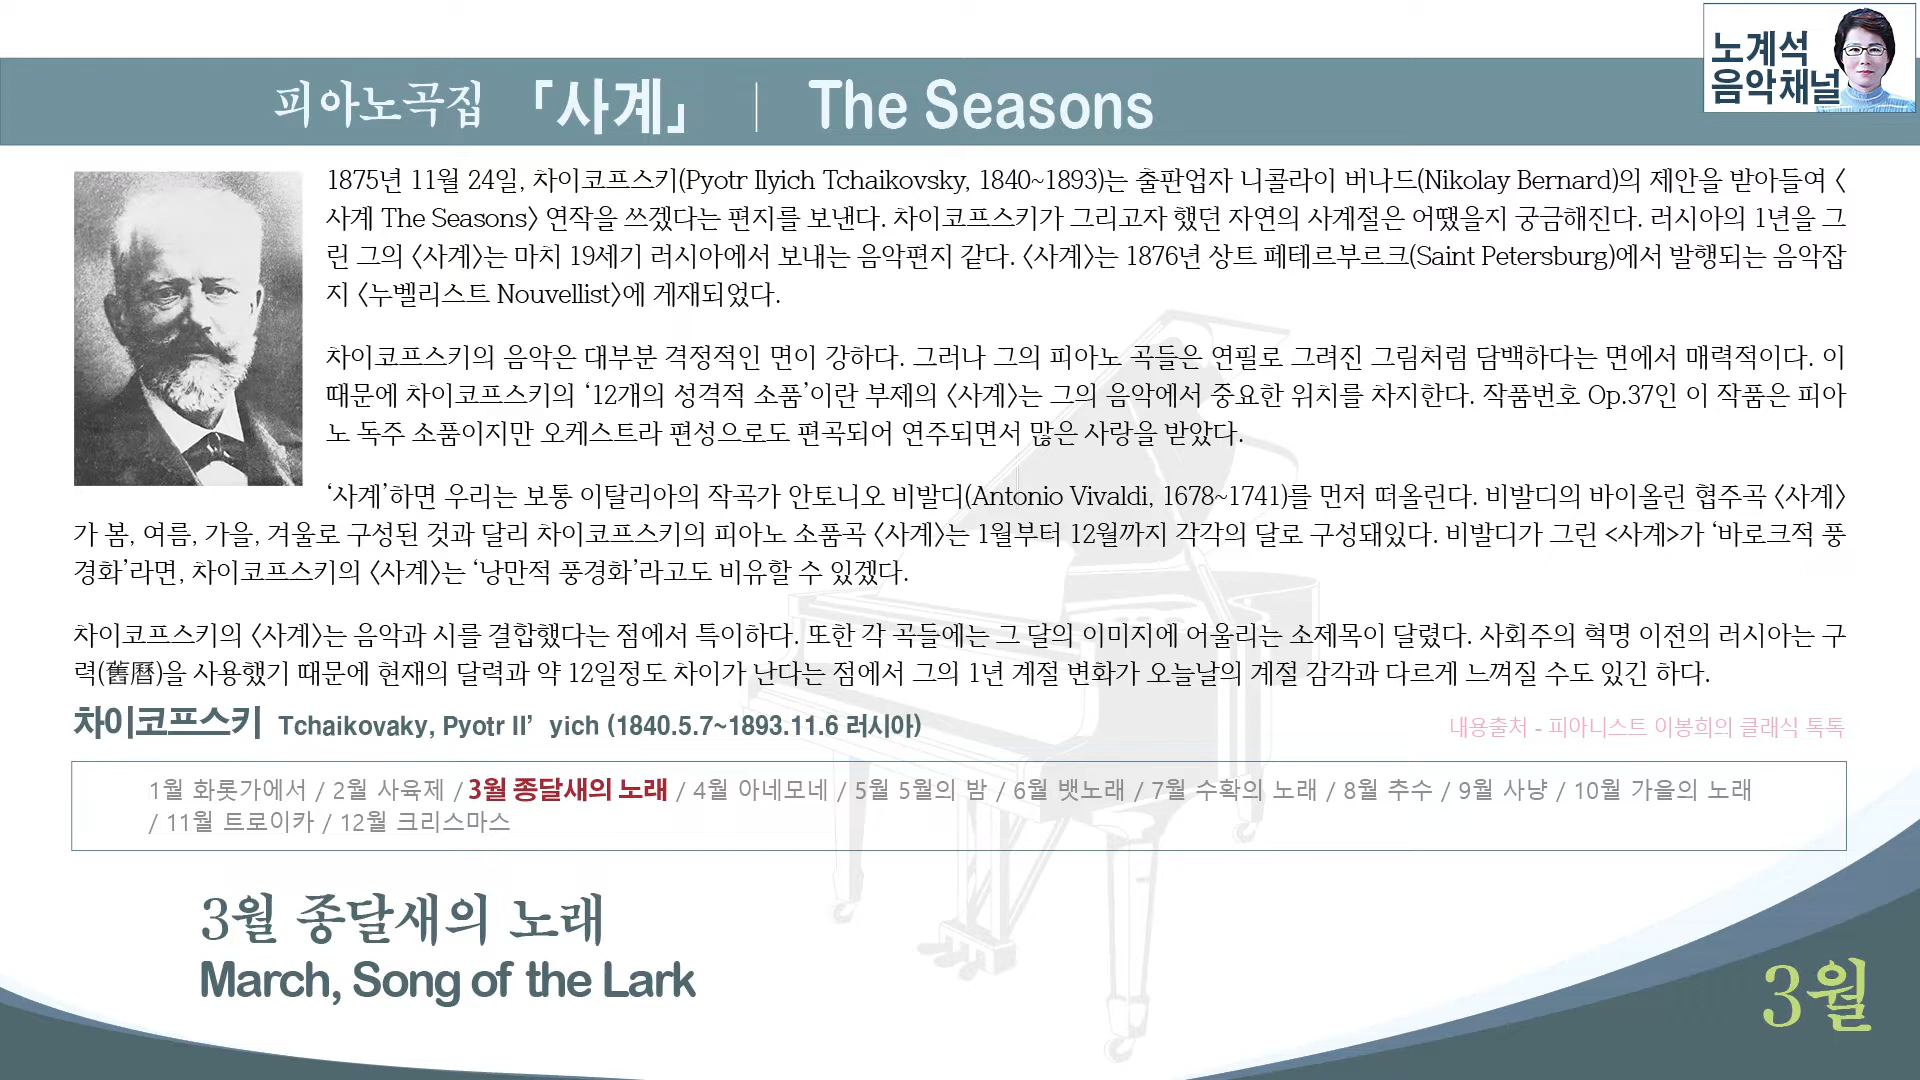 노계석
음악채널
피아노곡집 「사계」 | The Seasons
1875년 11월 24일, 차이코프스키(Pyotr Ilyich Tchaikovsky, 1840~1893)는 출판업자 니콜라이 버나드(Nikolay Bernard)의 제안을 받아들여 〈
사계 The Seasons〉 연작을 쓰겠다는 편지를 보낸다. 차이코프스키가 그리고자 했던 자연의 사계절은 어땠을지 궁금해진다. 러시아의 1년을 그
린 그의 〈사계〉는 마치 19세기 러시아에서 보내는 음악편지 같다. 〈사계〉는 1876년 상트 페테르부르크(Saint Petersburg)에서 발행되는 음악잡
지 〈누벨리스트 Nouvellist〉에 게재되었다.
차이코프스키의 음악은 대부분 격정적인 면이 강하다. 그러나 그의 피아노 곡들은 연필로 그려진 그림처럼 담백하다는 면에서 매력적이다. 이
때문에 차이코프스키의 ‘12개의 성격적 소품’이란 부제의 〈사계〉는 그의 음악에서 중요한 위치를 차지한다. 작품번호 Op.37인 이 작품은 피아
노 독주 소품이지만 오케스트라 편성으로도 편곡되어 연주되면서 많은 사랑을 받았다.
‘사계’하면 우리는 보통 이탈리아의 작곡가 안토니오 비발디(Antonio Vivaldi, 1678~1741)를 먼저 떠올린다. 비발디의 바이올린 협주곡 〈사계〉
가 봄, 여름, 가을, 겨울로 구성된 것과 달리 차이코프스키의 피아노 소품곡 〈사계〉는 1월부터 12월까지 각각의 달로 구성돼있다. 비발디가 그린 <사계>가 ‘바로크적 풍
경화’라면, 차이코프스키의 〈사계〉는 ‘낭만적 풍경화’라고도 비유할 수 있겠다.
차이코프스키의 〈사계〉는 음악과 시를 결합했다는 점에서 특이하다. 또한 각 곡들에는 그 달의 이미지에 어울리는 소제목이 달렸다. 사회주의 혁명 이전의 러시아는 구
력(舊曆)을 사용했기 때문에 현재의 달력과 약 12일정도 차이가 난다는 점에서 그의 1년 계절 변화가 오늘날의 계절 감각과 다르게 느껴질 수도 있긴 하다.
차이코프스키 Tchaikovaky, Pyotr Il’yich (1840.5.7~1893.11.6 러시아)
내용출처 - 피아니스트 이봉희의 클래식 톡톡
1월 화롯가에서 / 2월 사육제 / 3월 종달새의 노래 / 4월 아네모네 / 5월 5월의 밤 / 6월 뱃노래 / 7월 수확의 노래 / 8월 추수 / 9월 사냥 / 10월 가을의 노래
/ 11월 트로이카 / 12월 크리스마스
3월 종달새의 노래
March, Song of the Lark
3월